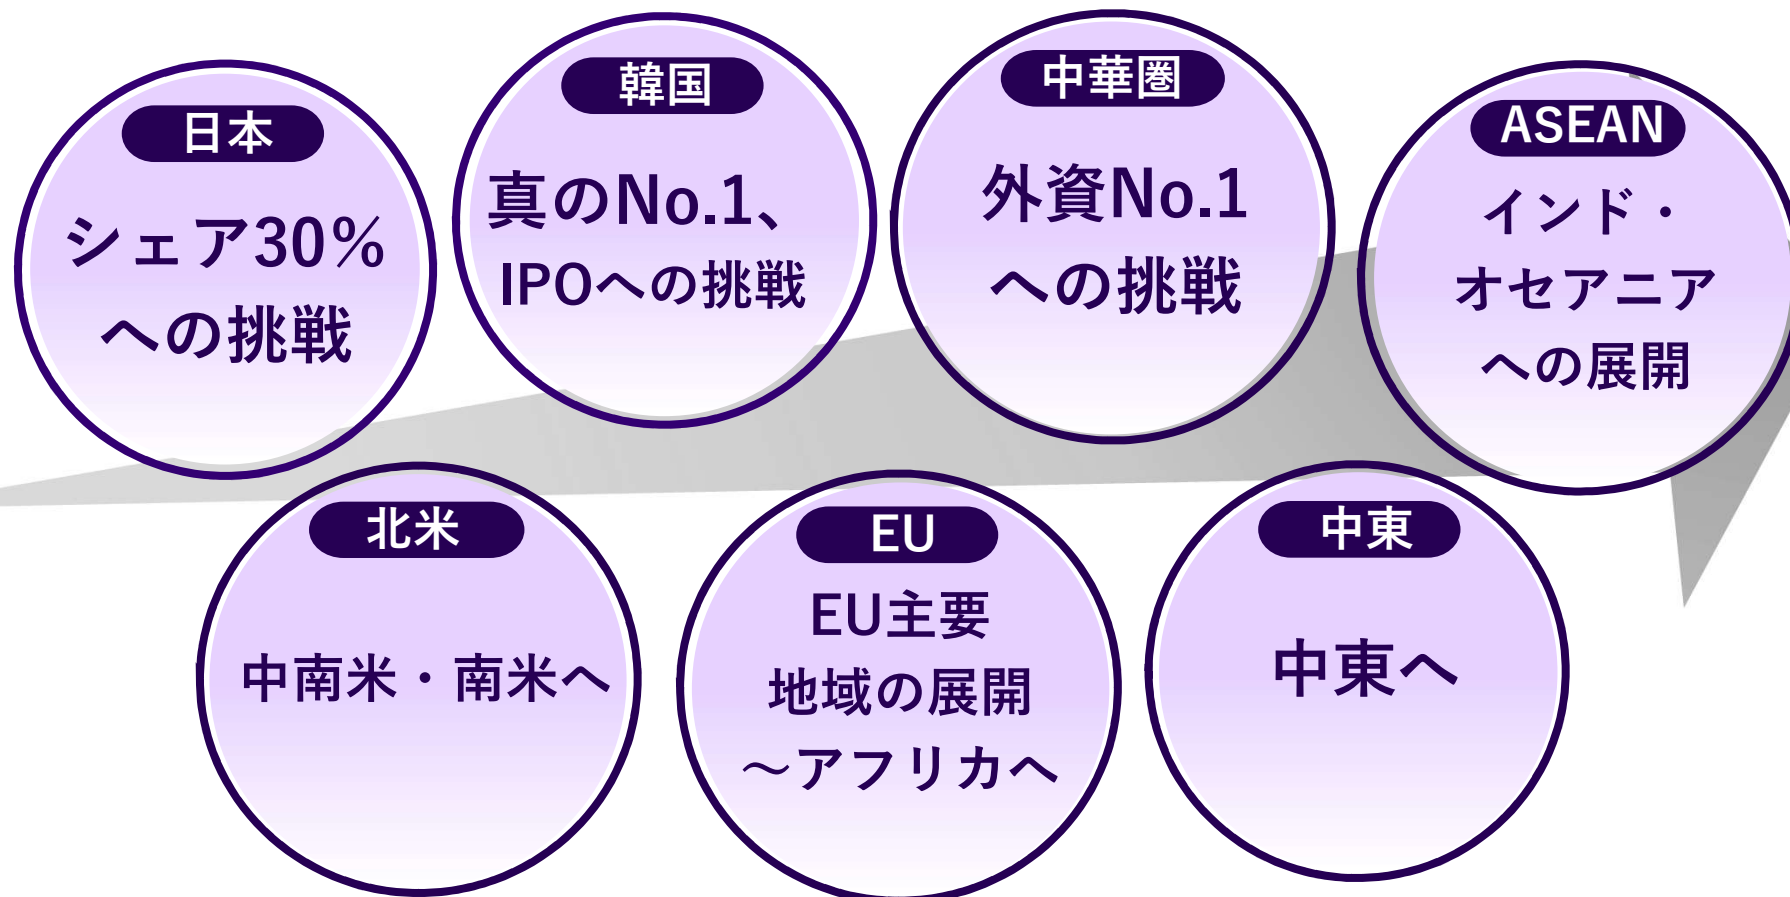 日本
シェア30%
への挑戦
韓国
真のNo.1、
IPOへの挑戦
中華圏
外資No.1
への挑戦
ASEAN
インド・
オセアニア
への展開
北米
中南米・南米へ
EU
EU主要
地域の展開
～アフリカへ
中東
中東へ